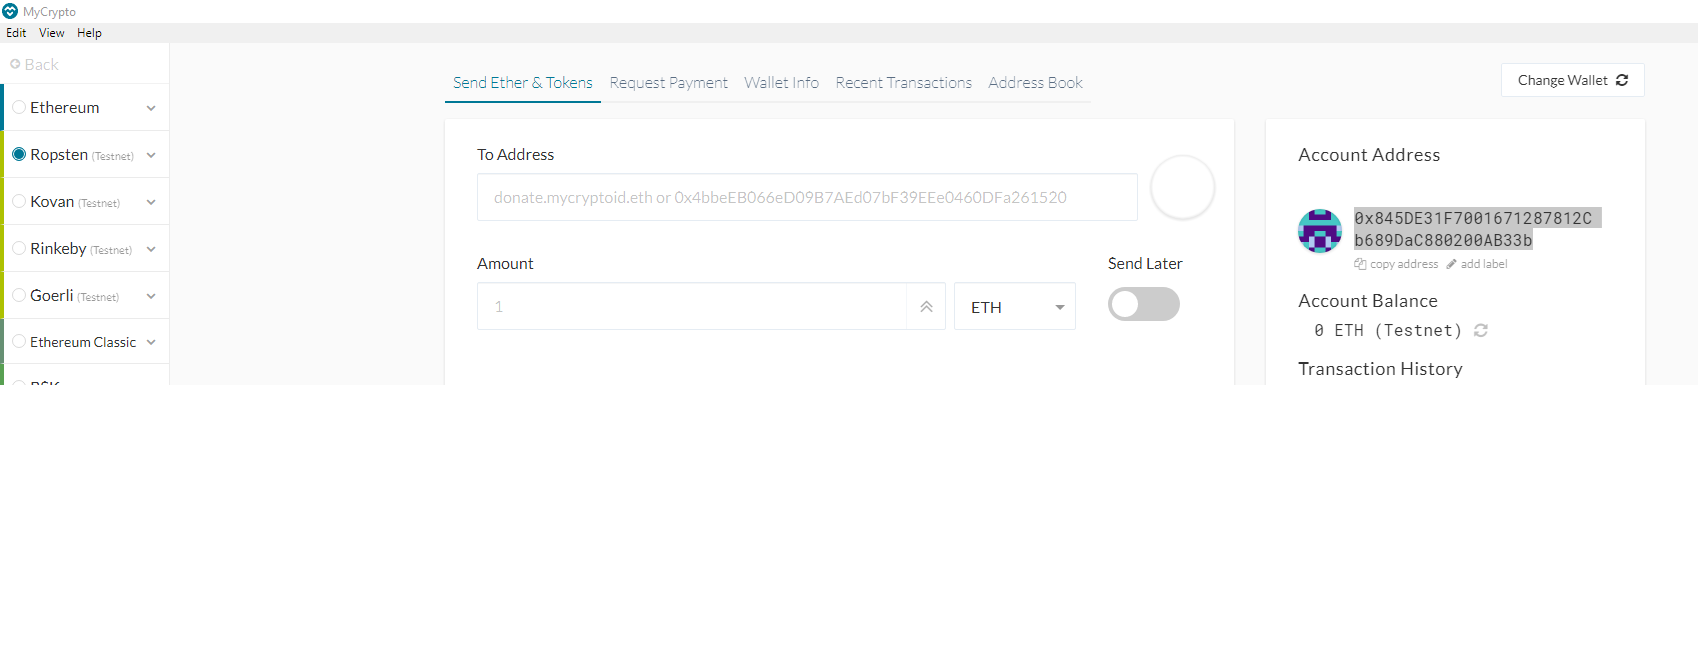 MyCrypto
Edit View Help
Back
Ethereum
Ropsten (Testnet)
Kovan (Testnet)
Rinkeby (Testnet)
Goerli (Testnet)
Ethereum Classic
Send Ether & Tokens Request Payment Wallet Info Recent Transactions Address Book
Change Wallet
To Address
donate.mycryptoid.eth or 0x4bbeEB066eD09B7AEd07bF39EEe0460DFa261520
Amount
1
ETH
Send Later
Account Address
0x845DE31F7001671287812C
b689DaC880200AB33b
copy address add label
Account Balance
0 ETH (Testnet)
Transaction History